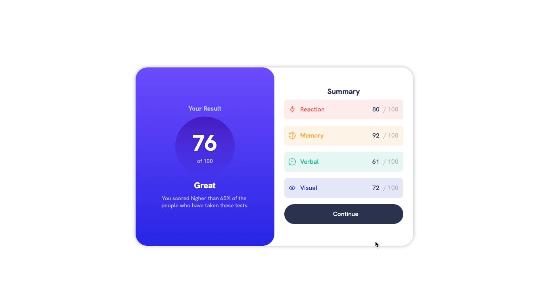 Your Result
76
of 100
Great
You scored higher than 65% of the
people who have taken these tests.
Summary
Reaction 80 / 100
Memory 92 / 100
Verbal 61 / 100
Visual 72 / 100
Continue